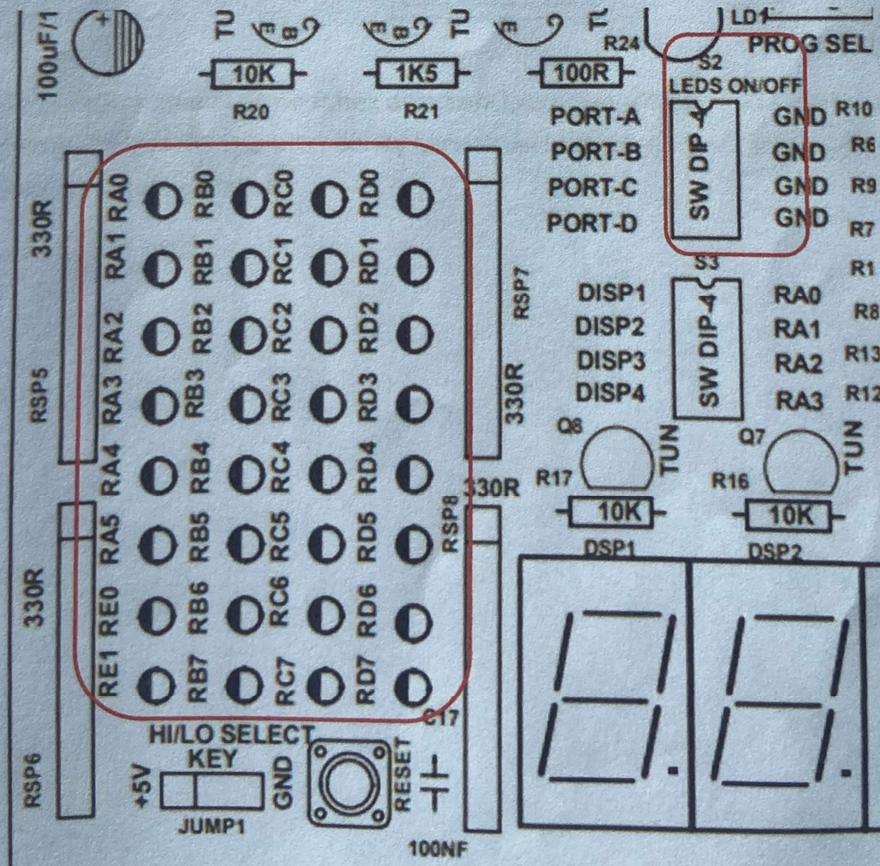 100uF/1
+
TU
E
B
E
B
TU
E
R24
LD1
PROG SEL
10K
R20
1K5
R21
100R
S2
LEDS ON/OFF
PORT-A
PORT-B
PORT-C
PORT-D
SW DIP-4
GND
GND
GND
GND
R10
R6
R9
R7
R1
R8
R13
R12
330R
RSP5
RA0 RB0 RC0 RD0
RA1 RB1 RC1 RD1
RA2 RB2 RC2 RD2
RA3 RB3 RC3 RD3
RA4 RB4 RC4 RD4
RA5 RB5 RC5 RD5
RE0 RB6 RC6 RD6
RE1 RB7 RC7 RD7
RSP7
330R
S3
DISP1
DISP2
DISP3
DISP4
SW DIP-4
RA0
RA1
RA2
RA3
Q8
TUN
R17
10K
Q7
TUN
R16
10K
330R
RSP8
330R
RSP6
DSP1
DSP2
C17
HI/LO SELECT
KEY
+5V
GND
JUMP1
RESET
100NF